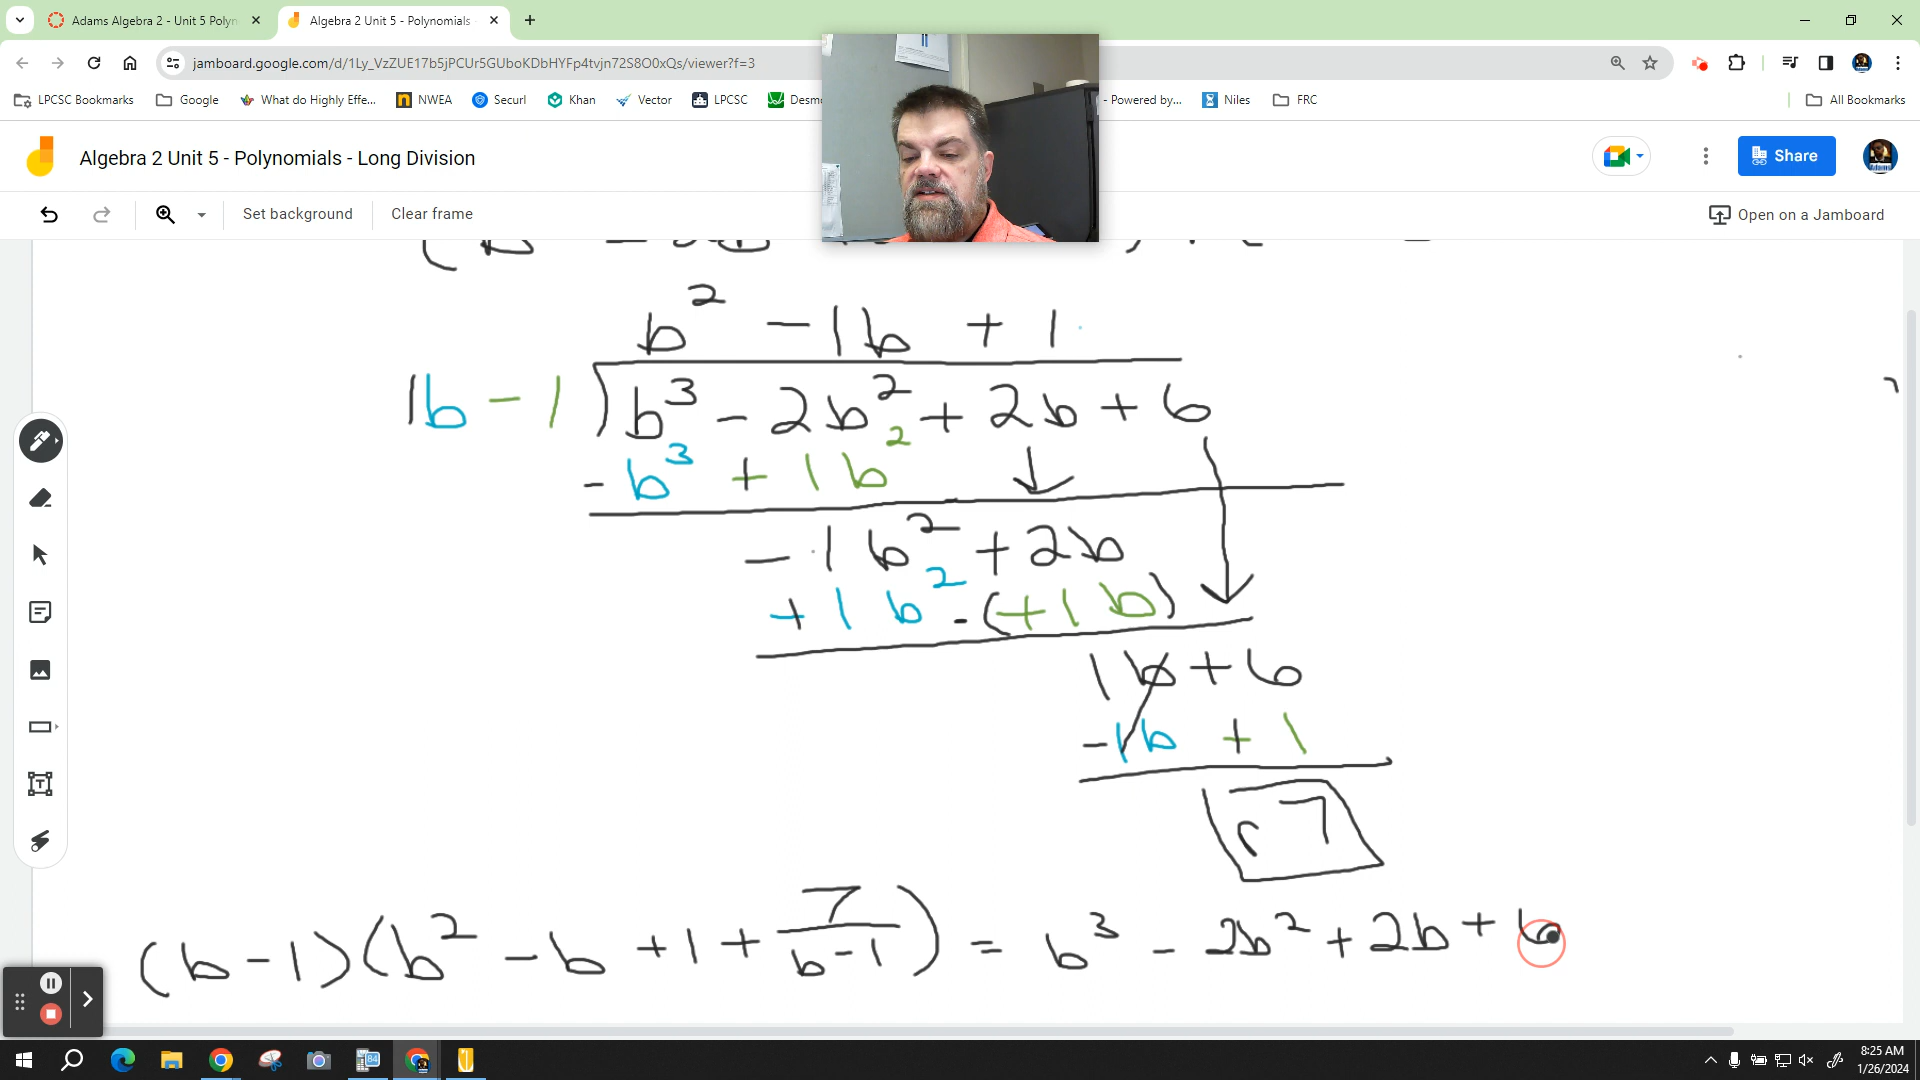 Adams Algebra 2 - Unit 5 Polyn
Algebra 2 Unit 5 - Polynomials -
jamboard.google.com/d/1Ly_VzZUE17b5jPCUr5GUboKDbHYFp4tvjn72S8O0xQs/viewer?f=3
LPCSC Bookmarks Google What do Highly Effe... NWEA Securl Khan Vector LPCSC Desmo - Powered by... Niles FRC All Bookmarks
Algebra 2 Unit 5 - Polynomials - Long Division
Share
Set background Clear frame Open on a Jamboard
b² - 1b + 1
1b - 1 ) b³ - 2b² + 2b + 6
- b³ + 1b²
- 1b² + 2b
+ 1b² - (+1b)
1b + 6
- 1b + 1
r 7
(b - 1)(b² - b + 1 + 7/(b - 1)) = b³ - 2b² + 2b + 6
84
8:25 AM
1/26/2024